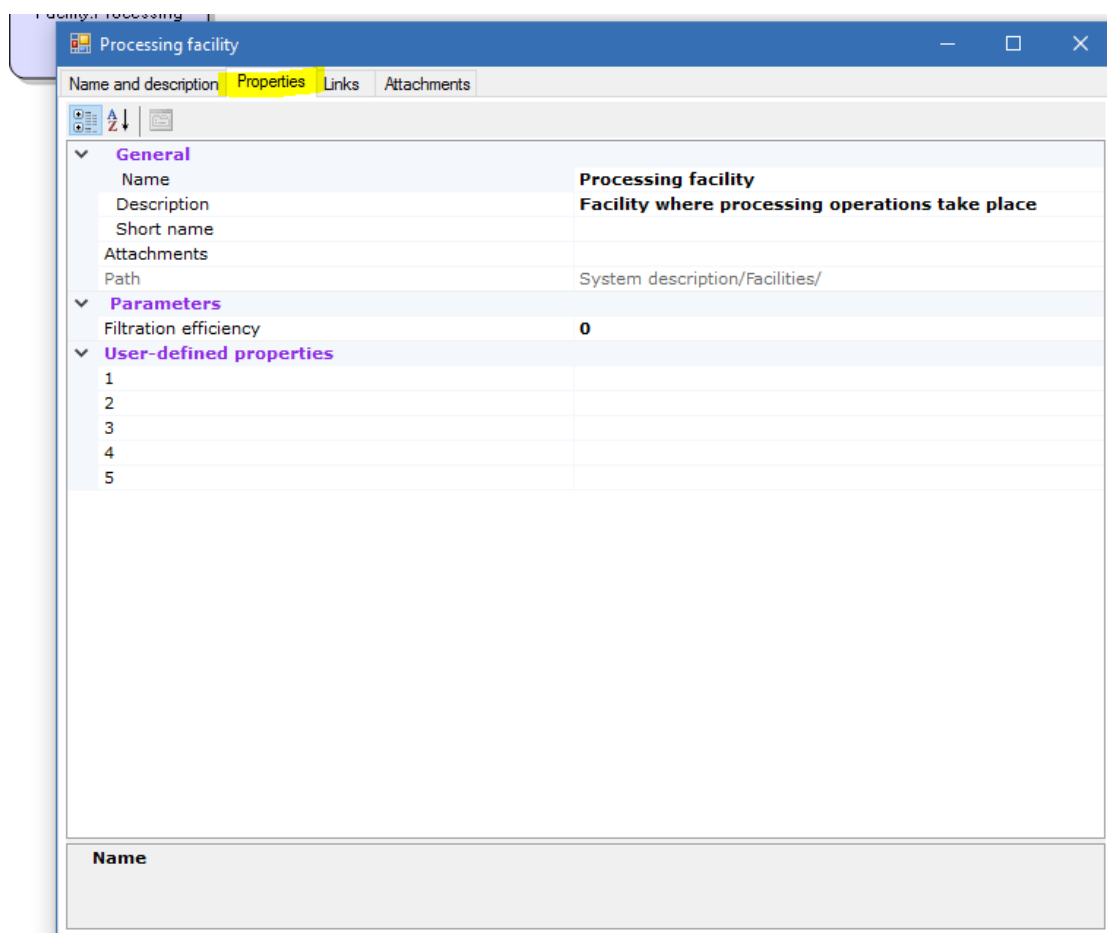 Facility.Processing
Processing facility
Name and description Properties Links Attachments
General
Name Processing facility
Description Facility where processing operations take place
Short name
Attachments
Path System description/Facilities/
Parameters
Filtration efficiency 0
User-defined properties
1
2
3
4
5
Name